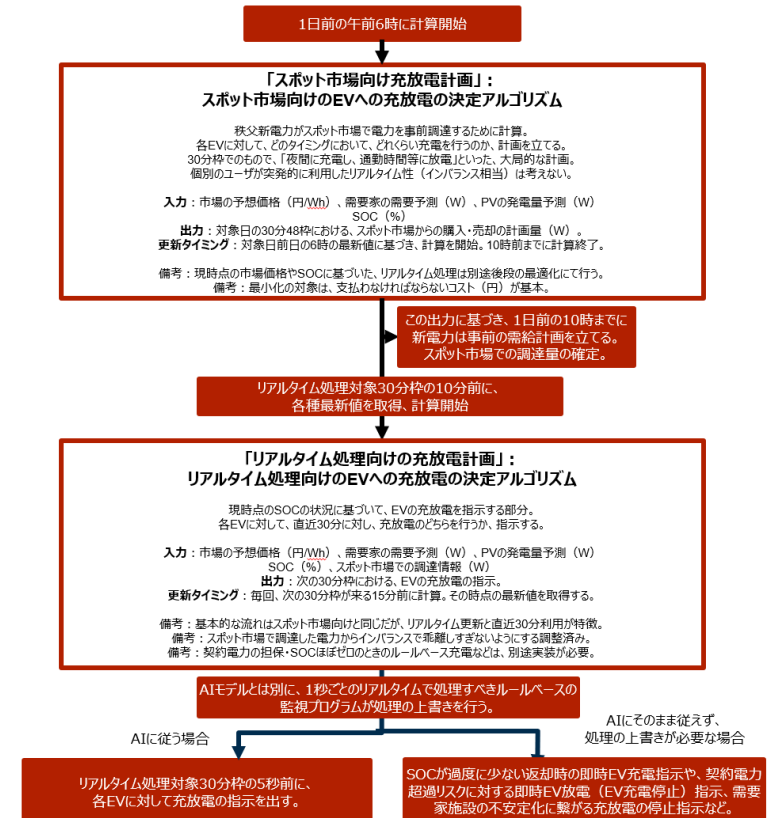 1日前の午前6時に計算開始
「スポット市場向け充放電計画」：
スポット市場向けのEVへの充放電の決定アルゴリズム
秩父新電力がスポット市場で電力を事前調達するために計算。
各EVに対して、どのタイミングにおいて、どれくらい充電を行うのか、計画を立てる。
30分枠でのもので、「夜間に充電し、通勤時間等に放電」といった、大局的な計画。
個別のユーザが突発的に利用したリアルタイム性（インバランス相当）は考えない。
入力：市場の予想価格（円/Wh）、需要家の需要予測（W）、PVの発電量予測（W）
SOC（%）
出力：対象日の30分48枠における、スポット市場からの購入・売却の計画量（W）。
更新タイミング：対象日前日の6時の最新値に基づき、計算を開始。10時前までに計算終了。
備考：現時点の市場価格やSOCに基づいた、リアルタイム処理は別途後段の最適化にて行う。
備考：最小化の対象は、支払わなければならないコスト（円）が基本。
この出力に基づき、1日前の10時までに
新電力は事前の需給計画を立てる。
スポット市場での調達量の確定。
リアルタイム処理対象30分枠の10分前に、
各種最新値を取得、計算開始
「リアルタイム処理向けの充放電計画」：
リアルタイム処理向けのEVへの充放電の決定アルゴリズム
現時点のSOCの状況に基づいて、EVの充放電を指示する部分。
各EVに対して、直近30分に対し、充放電のどちらを行うか、指示する。
入力：市場の予想価格（円/Wh）、需要家の需要予測（W）、PVの発電量予測（W）
SOC（%）、スポット市場での調達情報（W）
出力：次の30分枠における、EVの充放電の指示。
更新タイミング：毎回、次の30分枠が来る15分前に計算。その時点の最新値を取得する。
備考：基本的な流れはスポット市場向けと同じだが、リアルタイム更新と直近30分利用が特徴。
備考：スポット市場で調達した電力からインバランスで乖離しすぎないようにする調整済み。
備考：契約電力の担保・SOCほぼゼロのときのルールベース充電などは、別途実装が必要。
AIモデルとは別に、1秒ごとのリアルタイムで処理すべきルールベースの
監視プログラムが処理の上書きを行う。
AIに従う場合
AIにそのまま従えず、
処理の上書きが必要な場合
リアルタイム処理対象30分枠の5秒前に、
各EVに対して充放電の指示を出す。
SOCが過度に少ない返却時の即時EV充電指示や、契約電力
超過リスクに対する即時EV放電（EV充電停止）指示、需要
家施設の不安定化に繋がる充放電の停止指示など。